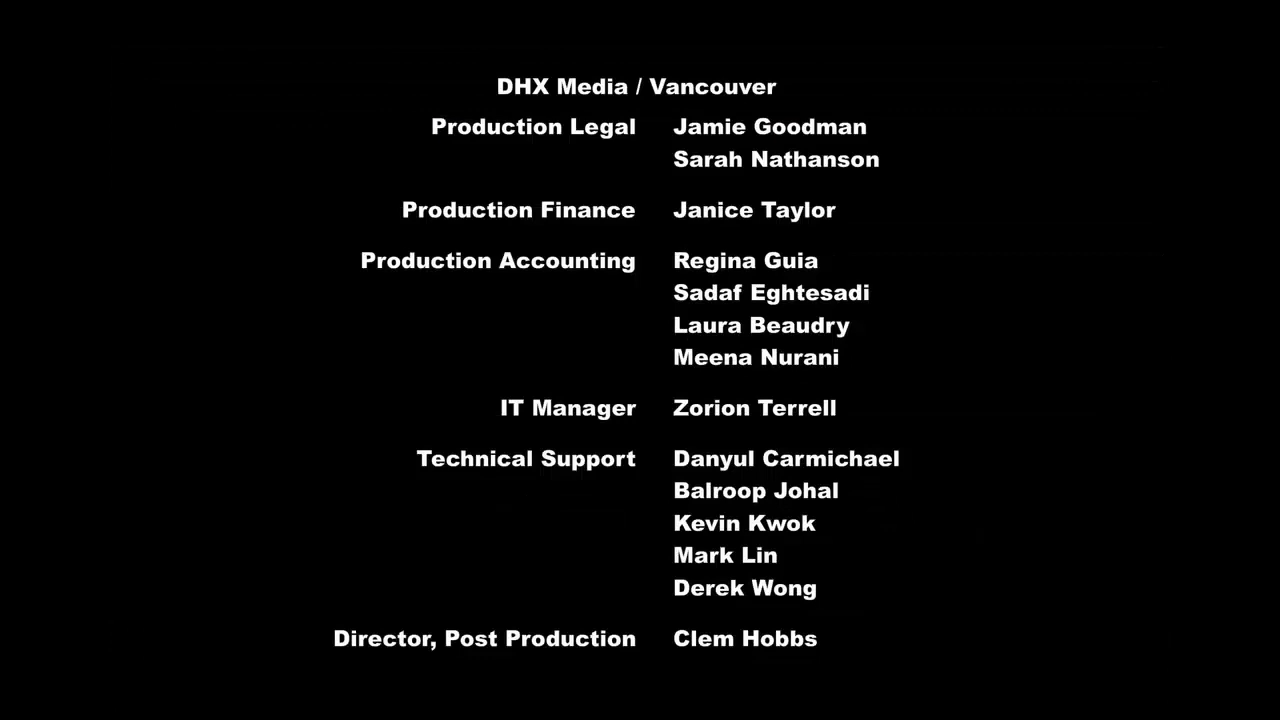 DHX Media / Vancouver
Production Legal Jamie Goodman
Sarah Nathanson
Production Finance Janice Taylor
Production Accounting Regina Guia
Sadaf Eghtesadi
Laura Beaudry
Meena Nurani
IT Manager Zorion Terrell
Technical Support Danyul Carmichael
Balroop Johal
Kevin Kwok
Mark Lin
Derek Wong
Director, Post Production Clem Hobbs